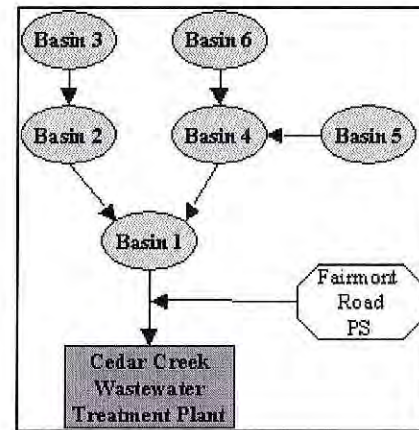 Basin 3
Basin 6
Basin 2
Basin 4
Basin 5
Basin 1
Fairmont
Road
PS
Cedar Creek
Wastewater
Treatment Plant